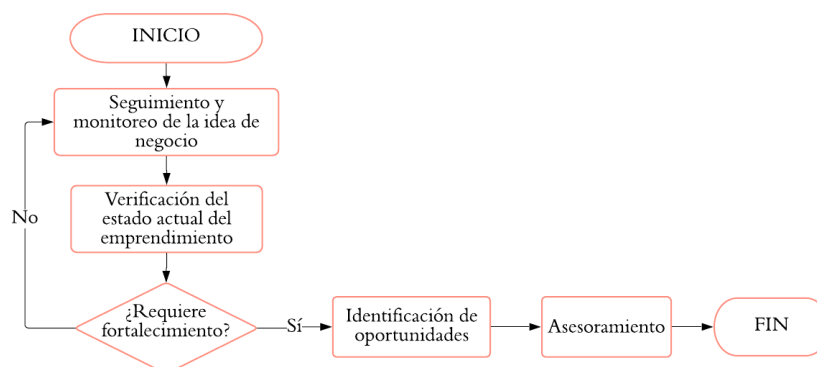 INICIO
Seguimiento y
monitoreo de la idea de
negocio
Verificación del
estado actual del
emprendimiento
No
¿Requiere
fortalecimiento?
Sí
Identificación de
oportunidades
Asesoramiento
FIN